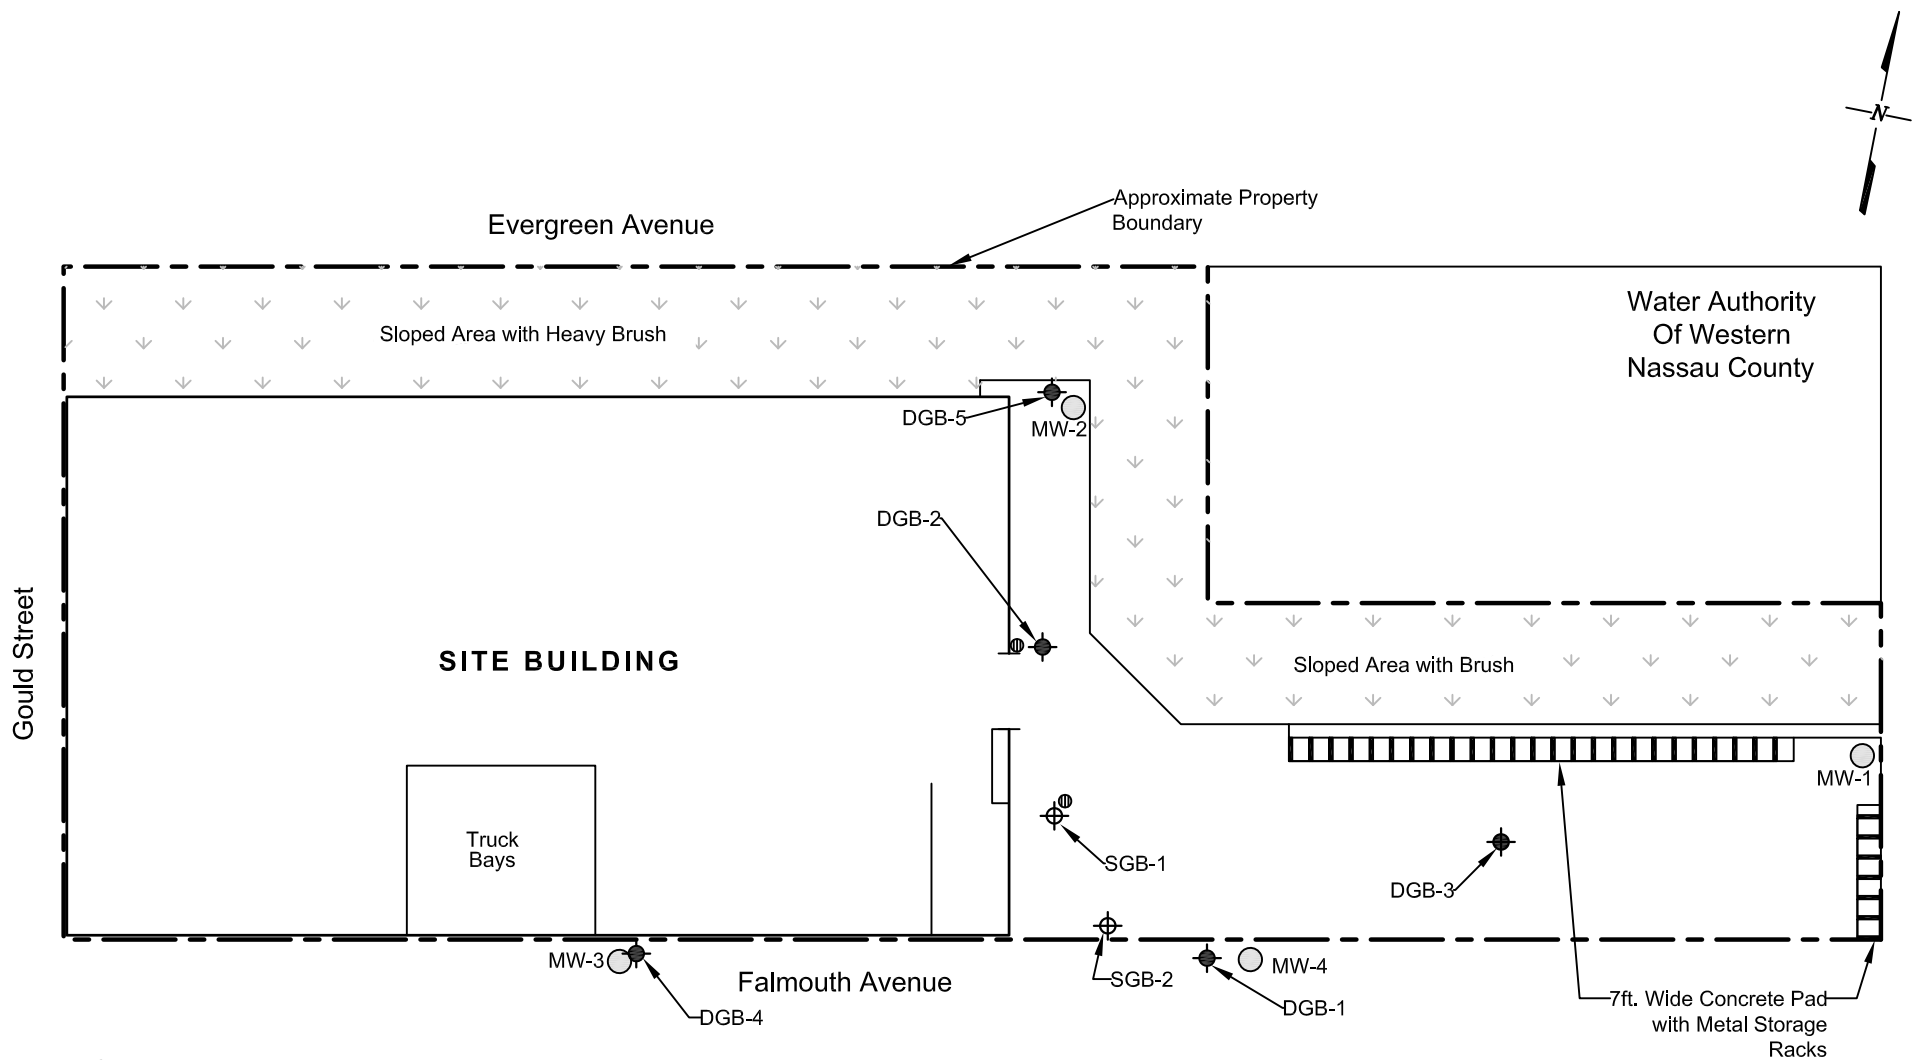 N
Approximate Property
Boundary
Evergreen Avenue
Water Authority
Of Western
Nassau County
Sloped Area with Heavy Brush
DGB-5
MW-2
DGB-2
Gould Street
SITE BUILDING
Sloped Area with Brush
MW-1
Truck
Bays
SGB-1
DGB-3
MW-3
Falmouth Avenue
SGB-2
MW-4
DGB-4
DGB-1
7ft. Wide Concrete Pad
with Metal Storage
Racks